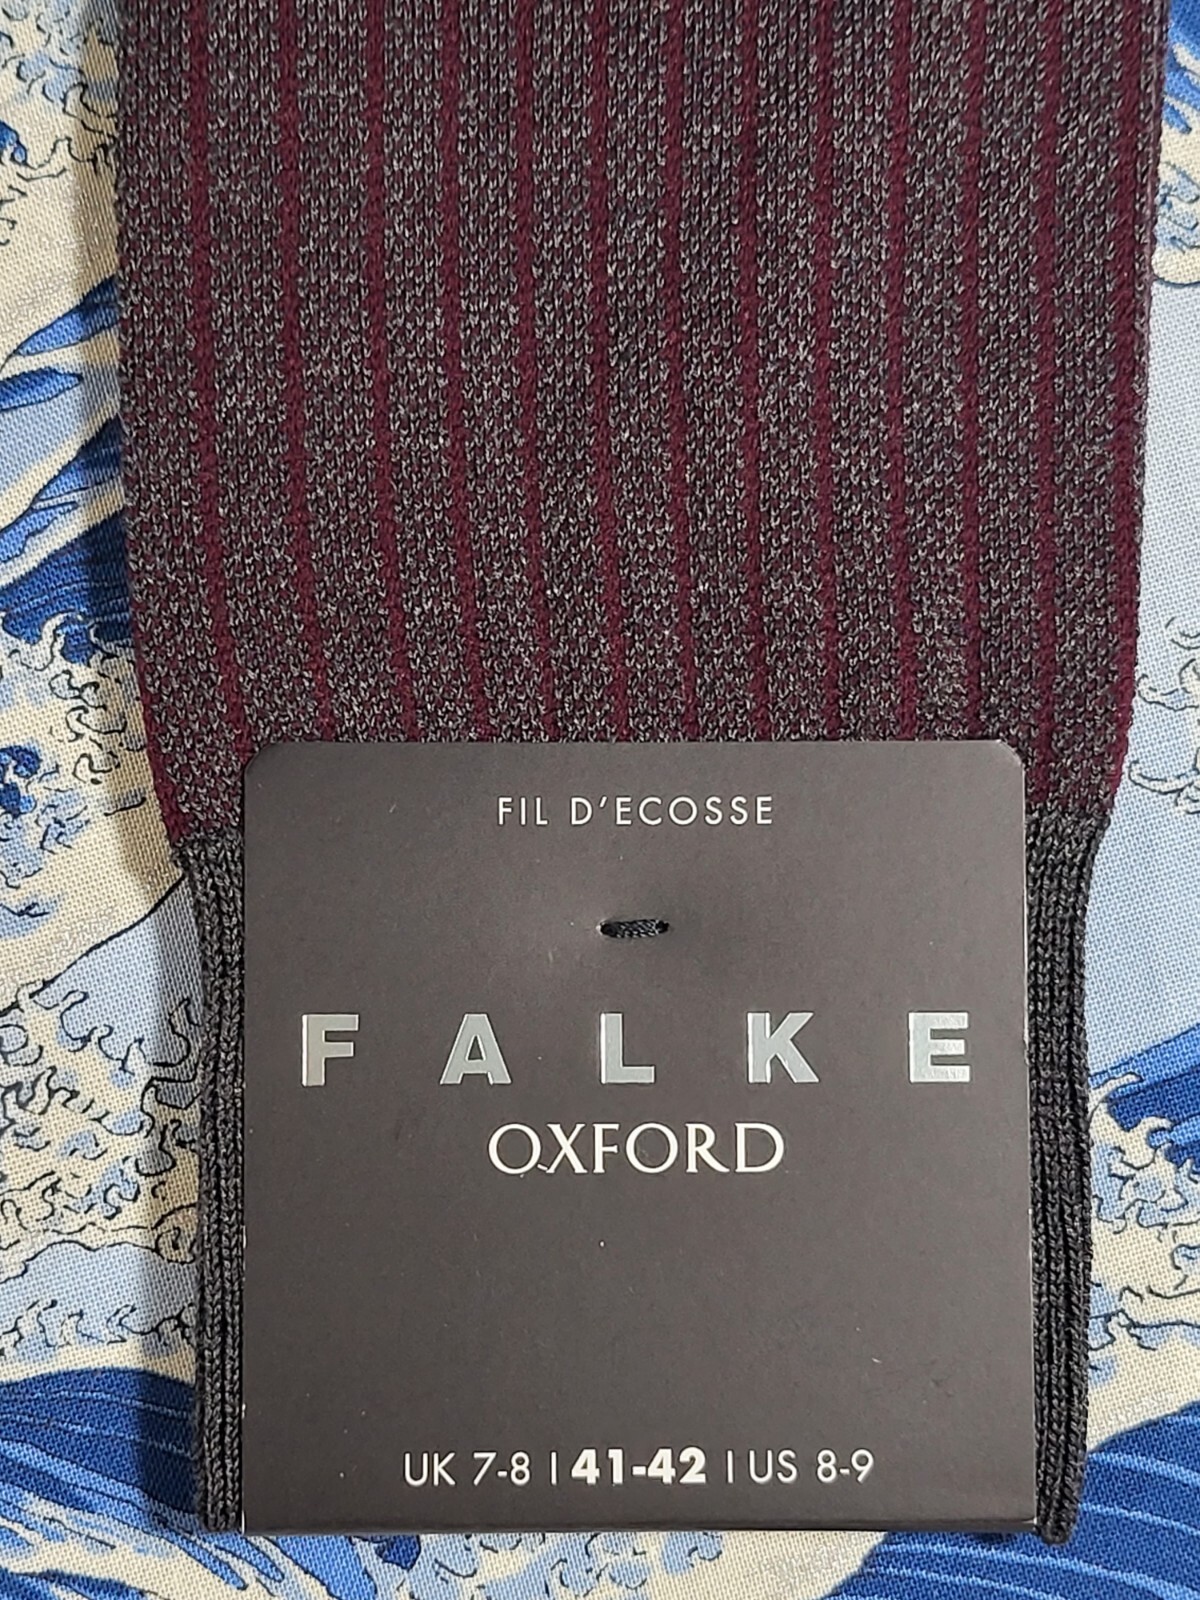 FIL D'ECOSSE
FALKE
OXFORD
UK 7-8 | 41-42 | US 8-9